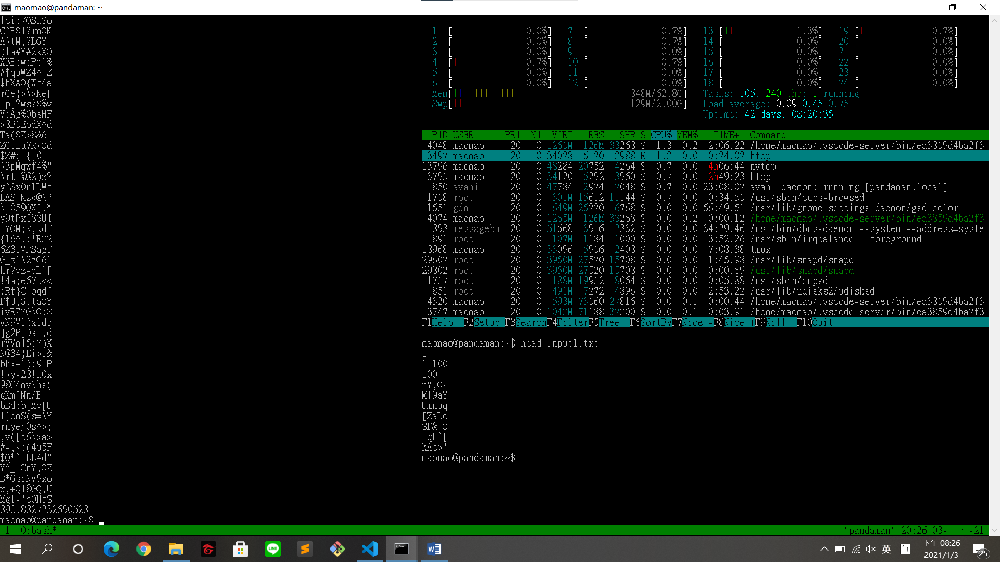 maomao@pandaman: ~
lci:7OSkSo
C`P$I?rmOK
A}tM,?LGY+
)la#Y#2kXO
X3B:wdPp`%
#$quWZ4^+Z
$hXAO{Wf4a
rGe}>\>Ke[
Ip[?ws?$%v
V:Ag%0bsHF
>8B5EodX^d
Ta($Z>8&6i
ZG.Lu7R{Od
$Z#(l{}0j-
}3pMqwf4%"
\rt*%@2)z?
y`Sx0ulLWt
LAS|Kz<@\*
\-059QX].*
y9tPxI83UI
'YOM;R,kdT
{16^.:*R32
6Z3lVPSagT
G_z`\2zC6l
hr?vz-qL`[
!4a;e67L<<
:Rf}C-oqd{
F$U,G.taOY
ivRZ?G\O:8
vN9Vl)xldr
]g2P]Da-,d
rVVmI5:?)X
N@34}Ei>1&
bk<~l):9!P
!}y-28!k0x
98C4mvNhs(
gKm]Nn/B|_
bBd:b[Mv[U
|}omS(s=\Y
rnyej0s^>;
,v([t6\>a>
#-,~:(4u5F
$Q*`=LL4d"
Y^_!CnY,OZ
B*GsiNV9xo
w,+QI8GQ,U
Mgl-'cOHfS
898.8827232690528
maomao@pandaman:~$
1 [ 0.0%] 7 [| 0.7%] 13 [|| 1.3%] 19 [| 0.7%]
2 [ 0.0%] 8 [| 0.7%] 14 [ 0.0%] 20 [ 0.0%]
3 [ 0.0%] 9 [ 0.0%] 15 [ 0.0%] 21 [ 0.0%]
4 [| 0.7%] 10 [| 0.7%] 16 [ 0.0%] 22 [ 0.0%]
5 [ 0.0%] 11 [ 0.0%] 17 [ 0.0%] 23 [ 0.0%]
6 [ 0.0%] 12 [ 0.0%] 18 [ 0.0%] 24 [ 0.0%]
Mem[||||||||||||| 848M/62.8G] Tasks: 105, 240 thr; 1 running
Swp[||| 129M/2.00G] Load average: 0.09 0.45 0.75
Uptime: 42 days, 08:20:35
PID USER PRI NI VIRT RES SHR S CPU% MEM% TIME+ Command
4048 maomao 20 0 1265M 126M 33268 S 1.3 0.2 2:06.22 /home/maomao/.vscode-server/bin/ea3859d4ba2f3
13497 maomao 20 0 34028 5120 3988 R 1.3 0.0 0:24.02 htop
13796 maomao 20 0 48284 20752 4264 S 0.7 0.0 4h06:44 nvtop
13795 maomao 20 0 34120 5292 3960 S 0.7 0.0 2h49:23 htop
850 avahi 20 0 47784 2924 2048 S 0.7 0.0 23:08.02 avahi-daemon: running [pandaman.local]
1758 root 20 0 301M 15612 11144 S 0.7 0.0 0:34.55 /usr/sbin/cups-browsed
1551 gdm 20 0 649M 25220 6768 S 0.0 0.0 56:49.51 /usr/lib/gnome-settings-daemon/gsd-color
4074 maomao 20 0 1265M 126M 33268 S 0.0 0.2 0:00.12 /home/maomao/.vscode-server/bin/ea3859d4ba2f3
893 messagebu 20 0 51568 3916 2332 S 0.0 0.0 34:29.46 /usr/bin/dbus-daemon --system --address=syste
891 root 20 0 107M 1184 1000 S 0.0 0.0 3:52.26 /usr/sbin/irqbalance --foreground
18968 maomao 20 0 33096 5956 2408 S 0.0 0.0 7:08.38 tmux
29602 root 20 0 3950M 27520 15708 S 0.0 0.0 1:45.98 /usr/lib/snapd/snapd
29802 root 20 0 3950M 27520 15708 S 0.0 0.0 0:00.69 /usr/lib/snapd/snapd
1757 root 20 0 188M 19952 8064 S 0.0 0.0 0:05.88 /usr/sbin/cupsd -l
851 root 20 0 491M 7272 4896 S 0.0 0.0 2:53.22 /usr/lib/udisks2/udisksd
4320 maomao 20 0 593M 73560 27816 S 0.0 0.1 0:00.44 /home/maomao/.vscode-server/bin/ea3859d4ba2f3
3747 maomao 20 0 1043M 71188 32300 S 0.0 0.1 0:03.91 /home/maomao/.vscode-server/bin/ea3859d4ba2f3
F1Help F2Setup F3SearchF4FilterF5Tree F6SortByF7Nice -F8Nice +F9Kill F10Quit
maomao@pandaman:~$ head input1.txt
1
1 100
100
nY,OZ
Ml9aY
Umnuq
[ZaLo
SF&*O
-qL`[
kAc>'
maomao@pandaman:~$
[1] 0:bash* "pandaman" 20:26 03- 一 -21
LINE
英
下午 08:26
2021/1/3
25